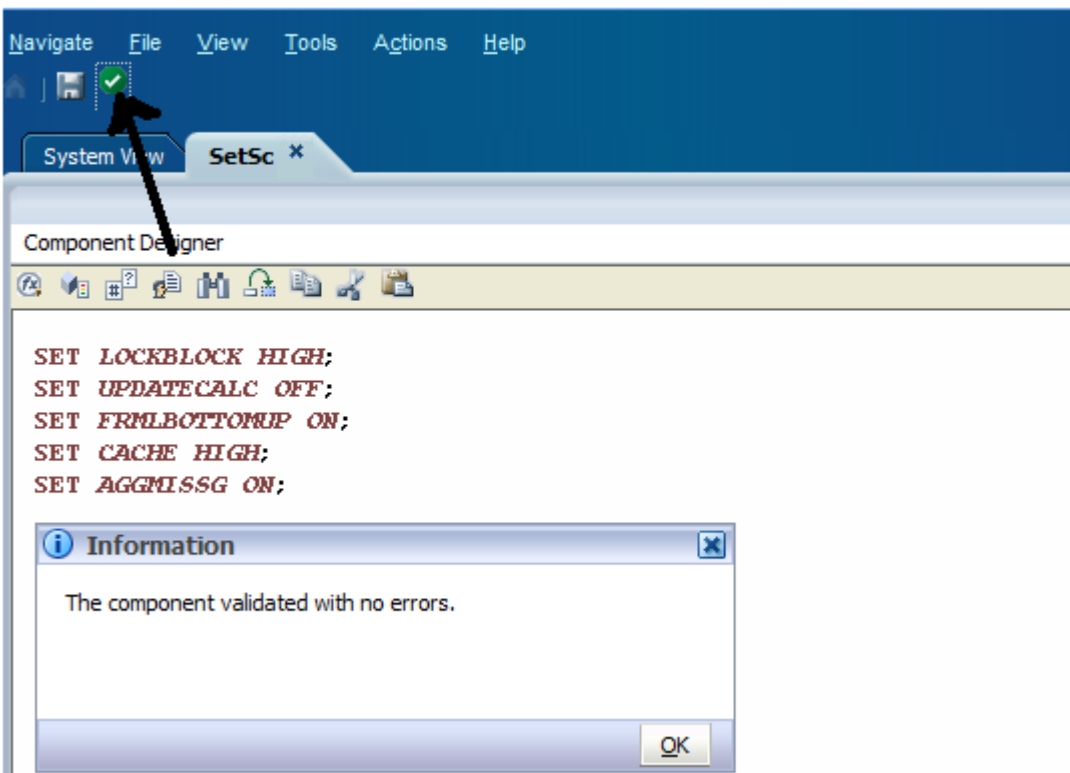 Navigate File View Tools Actions Help
System View SetSc
Component Designer
SET LOCKBLOCK HIGH;
SET UPDATECALC OFF;
SET FRMLBOTTOMUP ON;
SET CACHE HIGH;
SET AGGMISSG ON;
Information
The component validated with no errors.
OK